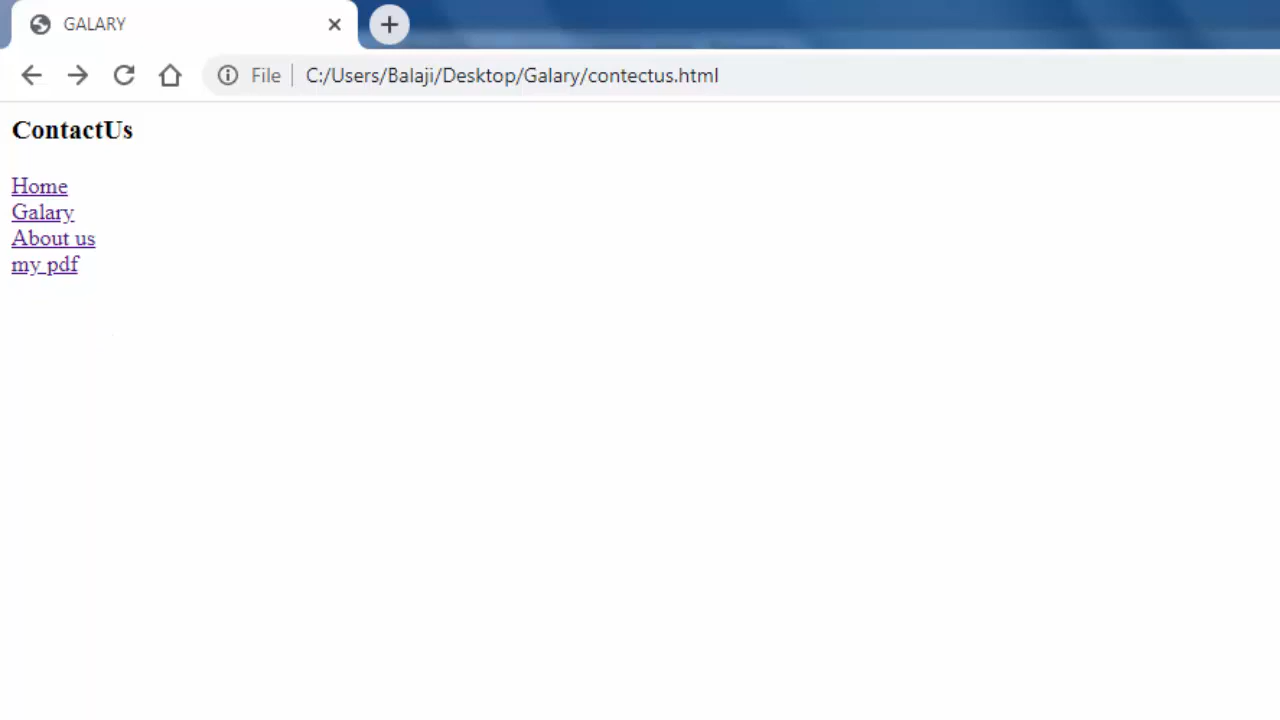 GALARY
File C:/Users/Balaji/Desktop/Galary/contectus.html
ContactUs
Home
Galary
About us
my pdf